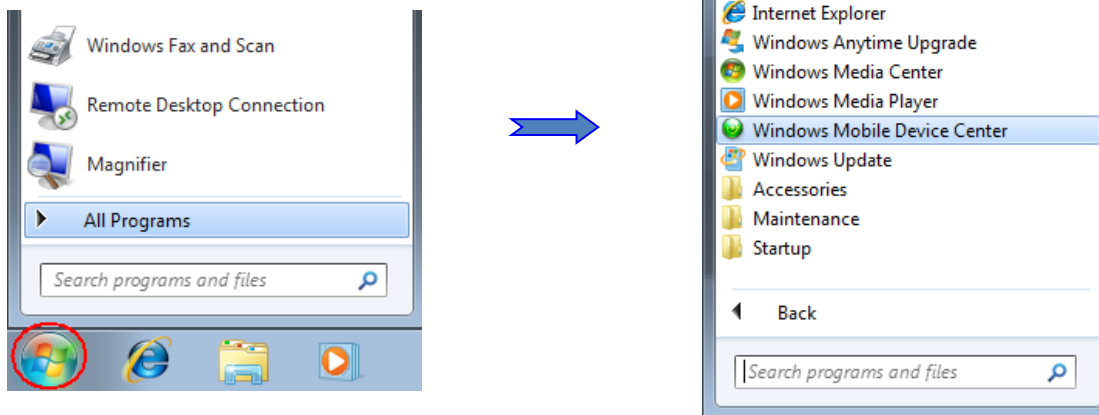 Windows Fax and Scan
Remote Desktop Connection
Magnifier
All Programs
Search programs and files
Internet Explorer
Windows Anytime Upgrade
Windows Media Center
Windows Media Player
Windows Mobile Device Center
Windows Update
Accessories
Maintenance
Startup
Back
Search programs and files